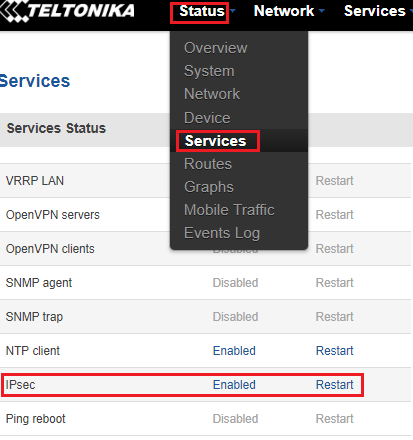 TELTONIKA Status Network Services
Overview
System
Services Network
Device
Services Status Services
Routes
VRRP LAN Graphs Restart
OpenVPN servers Mobile Traffic Restart
Events Log
OpenVPN clients Disabled Restart
SNMP agent Disabled Restart
SNMP trap Disabled Restart
NTP client Enabled Restart
IPsec Enabled Restart
Ping reboot Disabled Restart